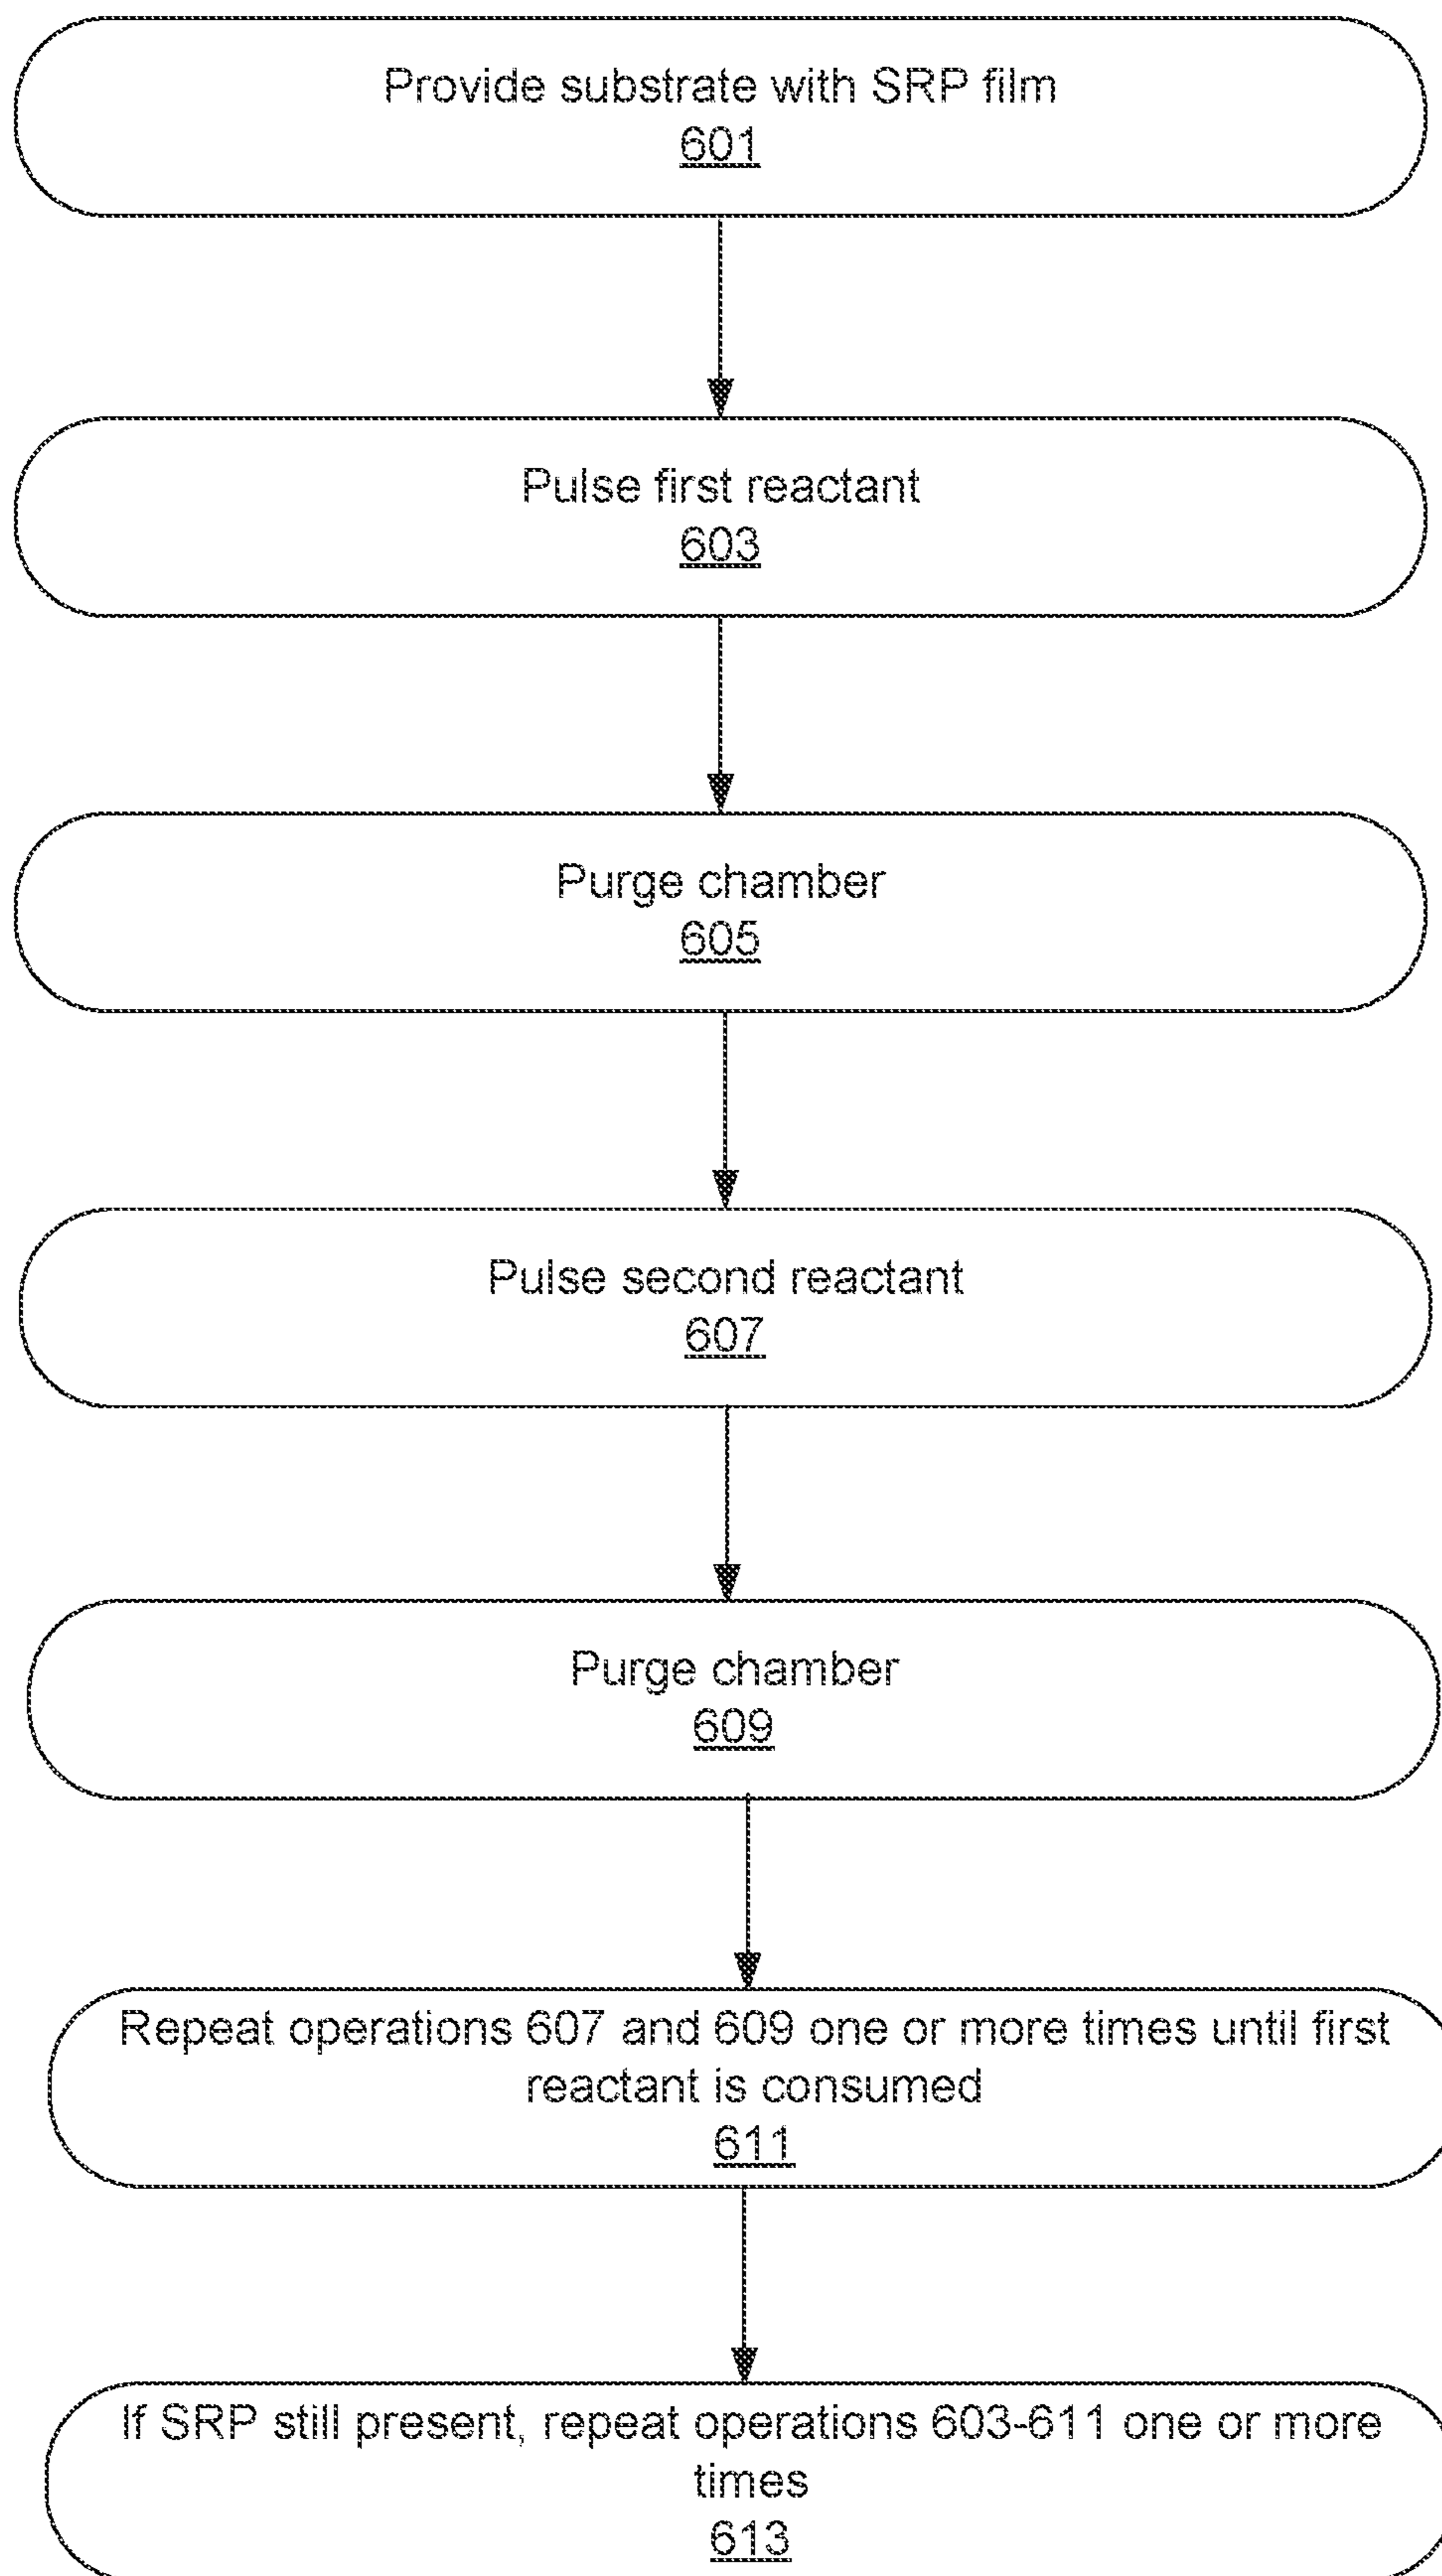 Provide substrate with SRP film
601
Pulse first reactant
603
Purge chamber
605
Pulse second reactant
607
Purge chamber
609
Repeat operations 607 and 609 one or more times until first
reactant is consumed
611
If SRP still present, repeat operations 603-611 one or more
times
613